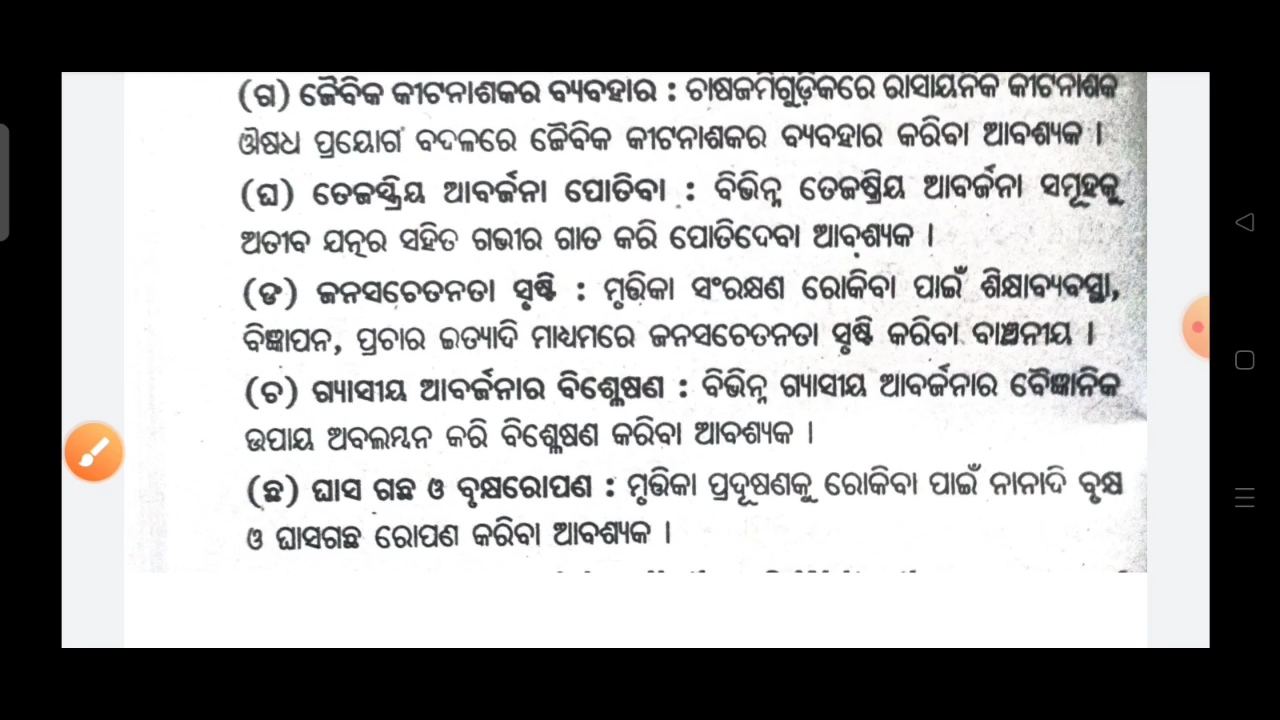 (ଗ) ଜୈବିକ କୀଟନାଶକର ବ୍ୟବହାର : ଚାଷଜମିଗୁଡ଼ିକରେ ରାସାୟନିକ କୀଟନାଶକ
ଔଷଧ ପ୍ରୟୋଗ ବଦଳରେ ଜୈବିକ କୀଟନାଶକର ବ୍ୟବହାର କରିବା ଆବଶ୍ୟକ ।
(ଘ) ତେଜସ୍କ୍ରିୟ ଆବର୍ଜନା ପୋତିବା : ବିଭିନ୍ନ ତେଜଷ୍କ୍ରିୟ ଆବର୍ଜନା ସମୂହକୁ
ଅତୀବ ଯତ୍ନର ସହିତ ଗଭୀର ଗାତ କରି ପୋତିଦେବା ଆବଶ୍ୟକ ।
(ଙ) ଜନସଚେତନତା ସୃଷ୍ଟି : ମୃତ୍ତିକା ସଂରକ୍ଷଣ ରୋକିବା ପାଇଁ ଶିକ୍ଷାବ୍ୟବସ୍ଥା,
ବିଜ୍ଞାପନ, ପ୍ରଚାର ଇତ୍ୟାଦି ମାଧ୍ୟମରେ ଜନସଚେତନତା ସୃଷ୍ଟି କରିବା ବାଞ୍ଚନୀୟ ।
(ଚ) ଗ୍ୟାସୀୟ ଆବର୍ଜନାର ବିଶ୍ଳେଷଣ : ବିଭିନ୍ନ ଗ୍ୟାସୀୟ ଆବର୍ଜନାର ବୈଜ୍ଞାନିକ
ଉପାୟ ଅବଲମ୍ବନ କରି ବିଶ୍ଳେଷଣ କରିବା ଆବଶ୍ୟକ ।
(ଛ) ଘାସ ଗଛ ଓ ବୃକ୍ଷରୋପଣ : ମୃତ୍ତିକା ପ୍ରଦୂଷଣକୁ ରୋକିବା ପାଇଁ ନାନାଦି ବୃକ୍ଷ
ଓ ଘାସଗଛ ରୋପଣ କରିବା ଆବଶ୍ୟକ ।